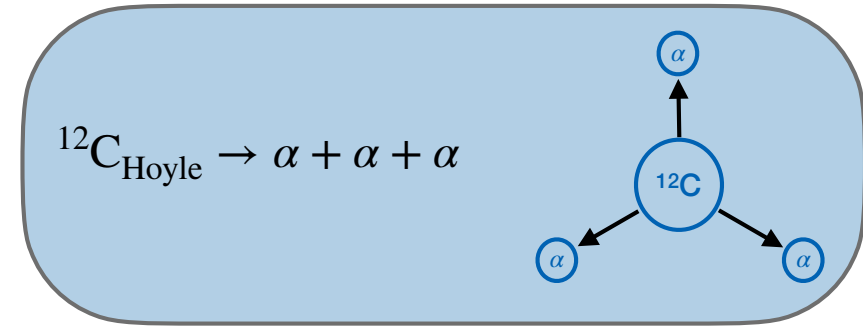 α
¹²C_Hoyle → α + α + α
¹²C
α α